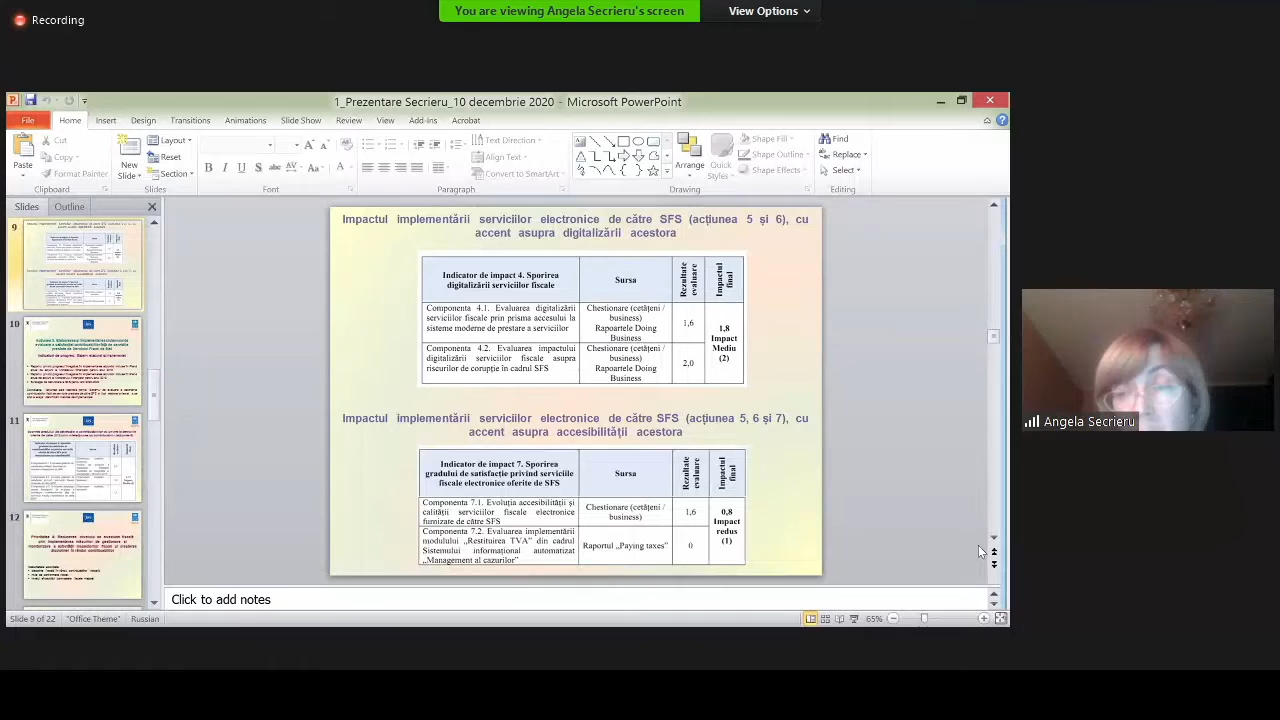 Recording
You are viewing Angela Secrieru's screen
View Options
1_Prezentare Secrieru_10 decembrie 2020 - Microsoft PowerPoint
File Home Insert Design Transitions Animations Slide Show Review View Add-Ins Acrobat
Paste
Cut
Copy
Format Painter
Clipboard
New Slide
Layout
Reset
Section
Slides
Font
Text Direction
Align Text
Convert to SmartArt
Paragraph
Arrange
Quick Styles
Shape Fill
Shape Outline
Shape Effects
Drawing
Find
Replace
Select
Editing
Slides Outline
9
10
11
12
Impactul implementării serviciilor electronice de către SFS (acțiunea 5 și 6), cu
accent asupra digitalizării acestora
Indicator de impact 4. Sporirea
digitalizării serviciilor fiscale
Sursa
Rezultate evaluare
Impactul final
Componenta 4.1. Evaluarea digitalizării
serviciilor fiscale prin prisma accesului la
sisteme moderne de prestare a serviciilor
Chestionare (cetățeni /
business)
Rapoartele Doing
Business
1,6
1,8
Impact
Mediu
(2)
Componenta 4.2. Evaluarea impactului
digitalizării serviciilor fiscale asupra
riscurilor de corupție în cadrul SFS
Chestionare (cetățeni /
business)
Rapoartele Doing
Business
2,0
Impactul implementării serviciilor electronice de către SFS (acțiunea 5, 6 și 7), cu
accent asupra accesibilității acestora
Indicator de impact 7. Sporirea
gradului de satisfacție privind serviciile
fiscale electronice oferite de SFS
Sursa
Rezultate evaluare
Impactul final
Componenta 7.1. Evoluția accesibilității și
calității serviciilor fiscale electronice
furnizate de către SFS
Chestionare (cetățeni /
business)
1,6
0,8
Impact
redus
(1)
Componenta 7.2. Evaluarea implementării
modulului „Restituirea TVA” din cadrul
Sistemului informațional automatizat
„Management al cazurilor”
Raportul „Paying taxes”
0
Click to add notes
Slide 9 of 22 "Office Theme" Russian 65%
Angela Secrieru